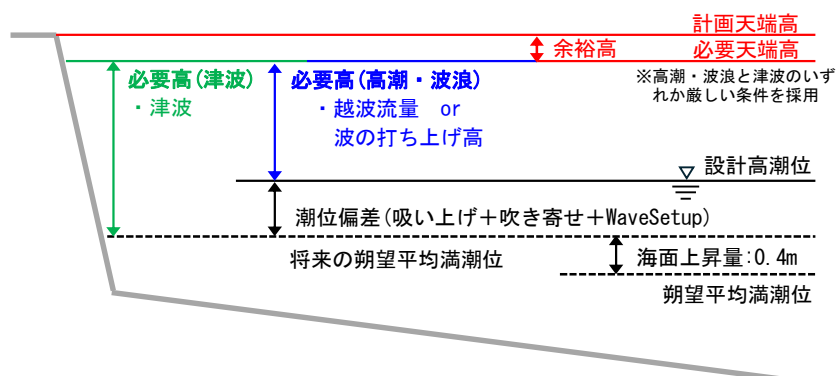 計画天端高
余裕高
必要天端高
必要高(津波)
・津波
必要高(高潮・波浪)
・越波流量 or
波の打ち上げ高
※高潮・波浪と津波のいず
れか厳しい条件を採用
設計高潮位
潮位偏差(吸い上げ＋吹き寄せ＋WaveSetup)
将来の朔望平均満潮位
海面上昇量:0.4m
朔望平均満潮位